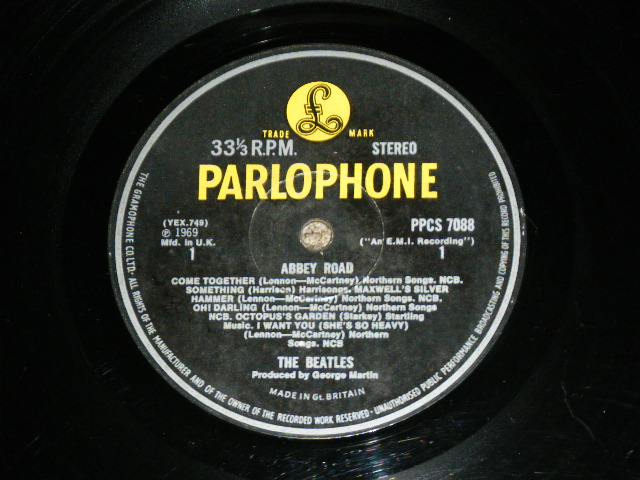 £
TRADE MARK
33⅓ R.P.M. STEREO
PARLOPHONE
(YEX.749) PPCS 7088
℗ 1969
Mfd. in U.K. ("An E.M.I. Recording")
1 1
ABBEY ROAD
COME TOGETHER (Lennon—McCartney) Northern Songs. NCB.
SOMETHING (Harrison) Harrisongs. MAXWELL'S SILVER
HAMMER (Lennon—McCartney) Northern Songs. NCB.
OH! DARLING (Lennon—McCartney) Northern Songs
NCB. OCTOPUS'S GARDEN (Starkey) Startling
Music. I WANT YOU (SHE'S SO HEAVY)
(Lennon—McCartney) Northern
Songs. NCB
THE BEATLES
Produced by George Martin
MADE IN Gt. BRITAIN
THE GRAMOPHONE CO. LTD.- ALL RIGHTS OF THE MANUFACTURER AND OF THE OWNER OF THE RECORDED WORK RESERVED-UNAUTHORISED PUBLIC PERFORMANCE BROADCASTING AND COPYING OF THIS RECORD PROHIBITED